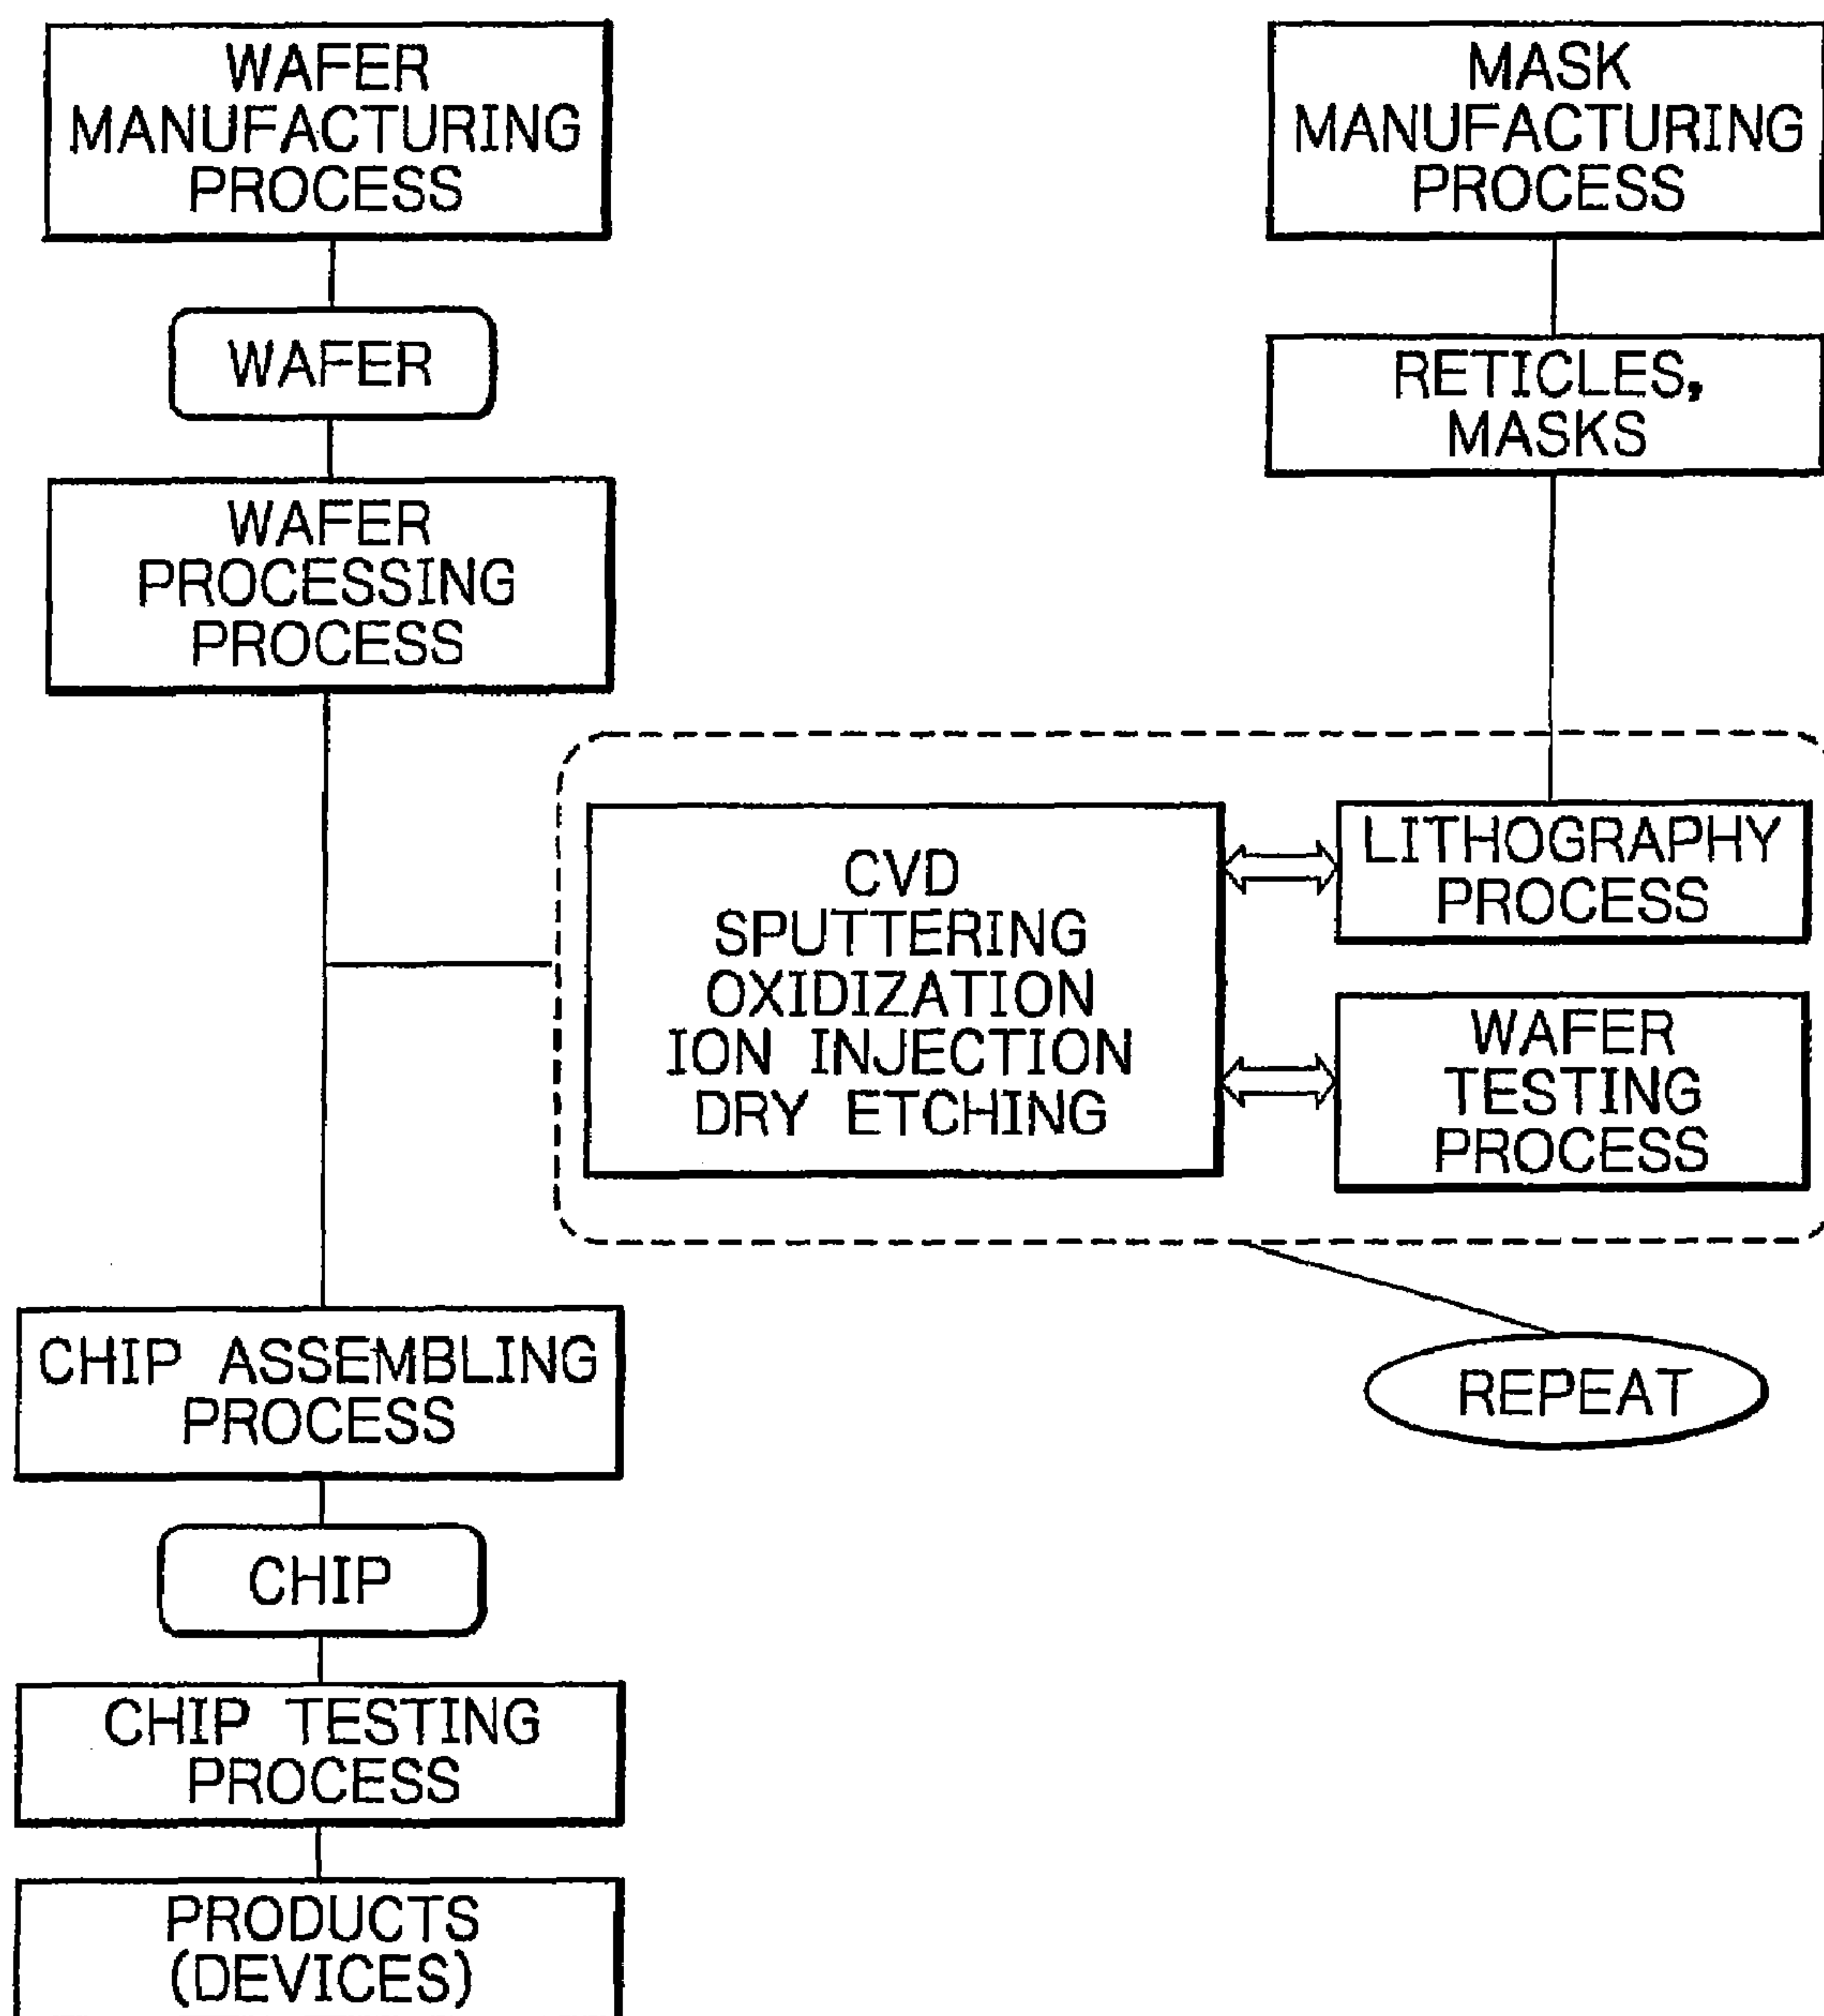 WAFER
MANUFACTURING
PROCESS
WAFER
WAFER
PROCESSING
PROCESS
MASK
MANUFACTURING
PROCESS
RETICLES,
MASKS
CVD
SPUTTERING
OXIDIZATION
ION INJECTION
DRY ETCHING
LITHOGRAPHY
PROCESS
WAFER
TESTING
PROCESS
REPEAT
CHIP ASSEMBLING
PROCESS
CHIP
CHIP TESTING
PROCESS
PRODUCTS
(DEVICES)